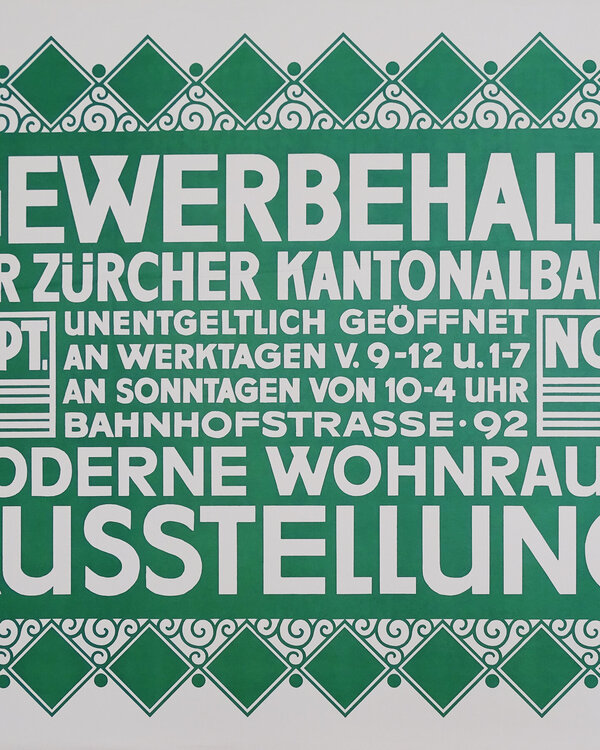 GEWERBEHALL
R ZÜRCHER KANTONALBA
PT.
UNENTGELTLICH GEÖFFNET
AN WERKTAGEN V. 9-12 U. 1-7
AN SONNTAGEN VON 10-4 UHR
BAHNHOFSTRASSE · 92
NO
ODERNE WOHNRAU
AUSSTELLUNG